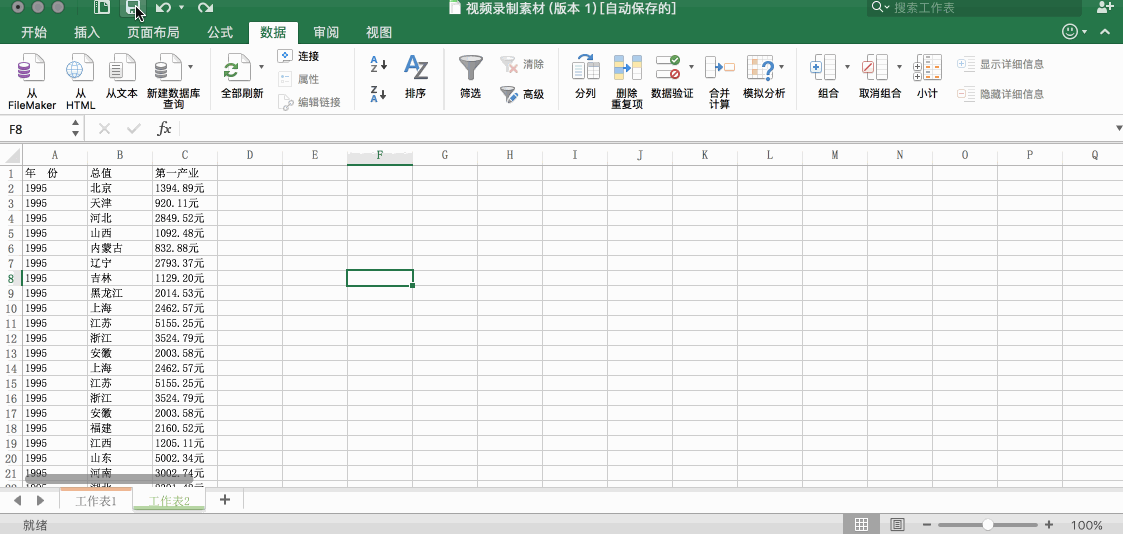 视频录制素材 (版本 1) [自动保存的]
搜索工作表
开始 插入 页面布局 公式 数据 审阅 视图
从 FileMaker 从 HTML 从文本 新建数据库 查询 全部刷新 连接 属性 编辑链接 排序 筛选 清除 高级 分列 删除 重复项 数据验证 合并 计算 模拟分析 组合 取消组合 小计 显示详细信息 隐藏详细信息
F8 fx
A B C D E F G H I J K L M N O P Q
1 年 份 总值 第一产业
2 1995 北京 1394.89元
3 1995 天津 920.11元
4 1995 河北 2849.52元
5 1995 山西 1092.48元
6 1995 内蒙古 832.88元
7 1995 辽宁 2793.37元
8 1995 吉林 1129.20元
9 1995 黑龙江 2014.53元
10 1995 上海 2462.57元
11 1995 江苏 5155.25元
12 1995 浙江 3524.79元
13 1995 安徽 2003.58元
14 1995 上海 2462.57元
15 1995 江苏 5155.25元
16 1995 浙江 3524.79元
17 1995 安徽 2003.58元
18 1995 福建 2160.52元
19 1995 江西 1205.11元
20 1995 山东 5002.34元
21 1995 河南 3002.74元
工作表1 工作表2 +
就绪 100%